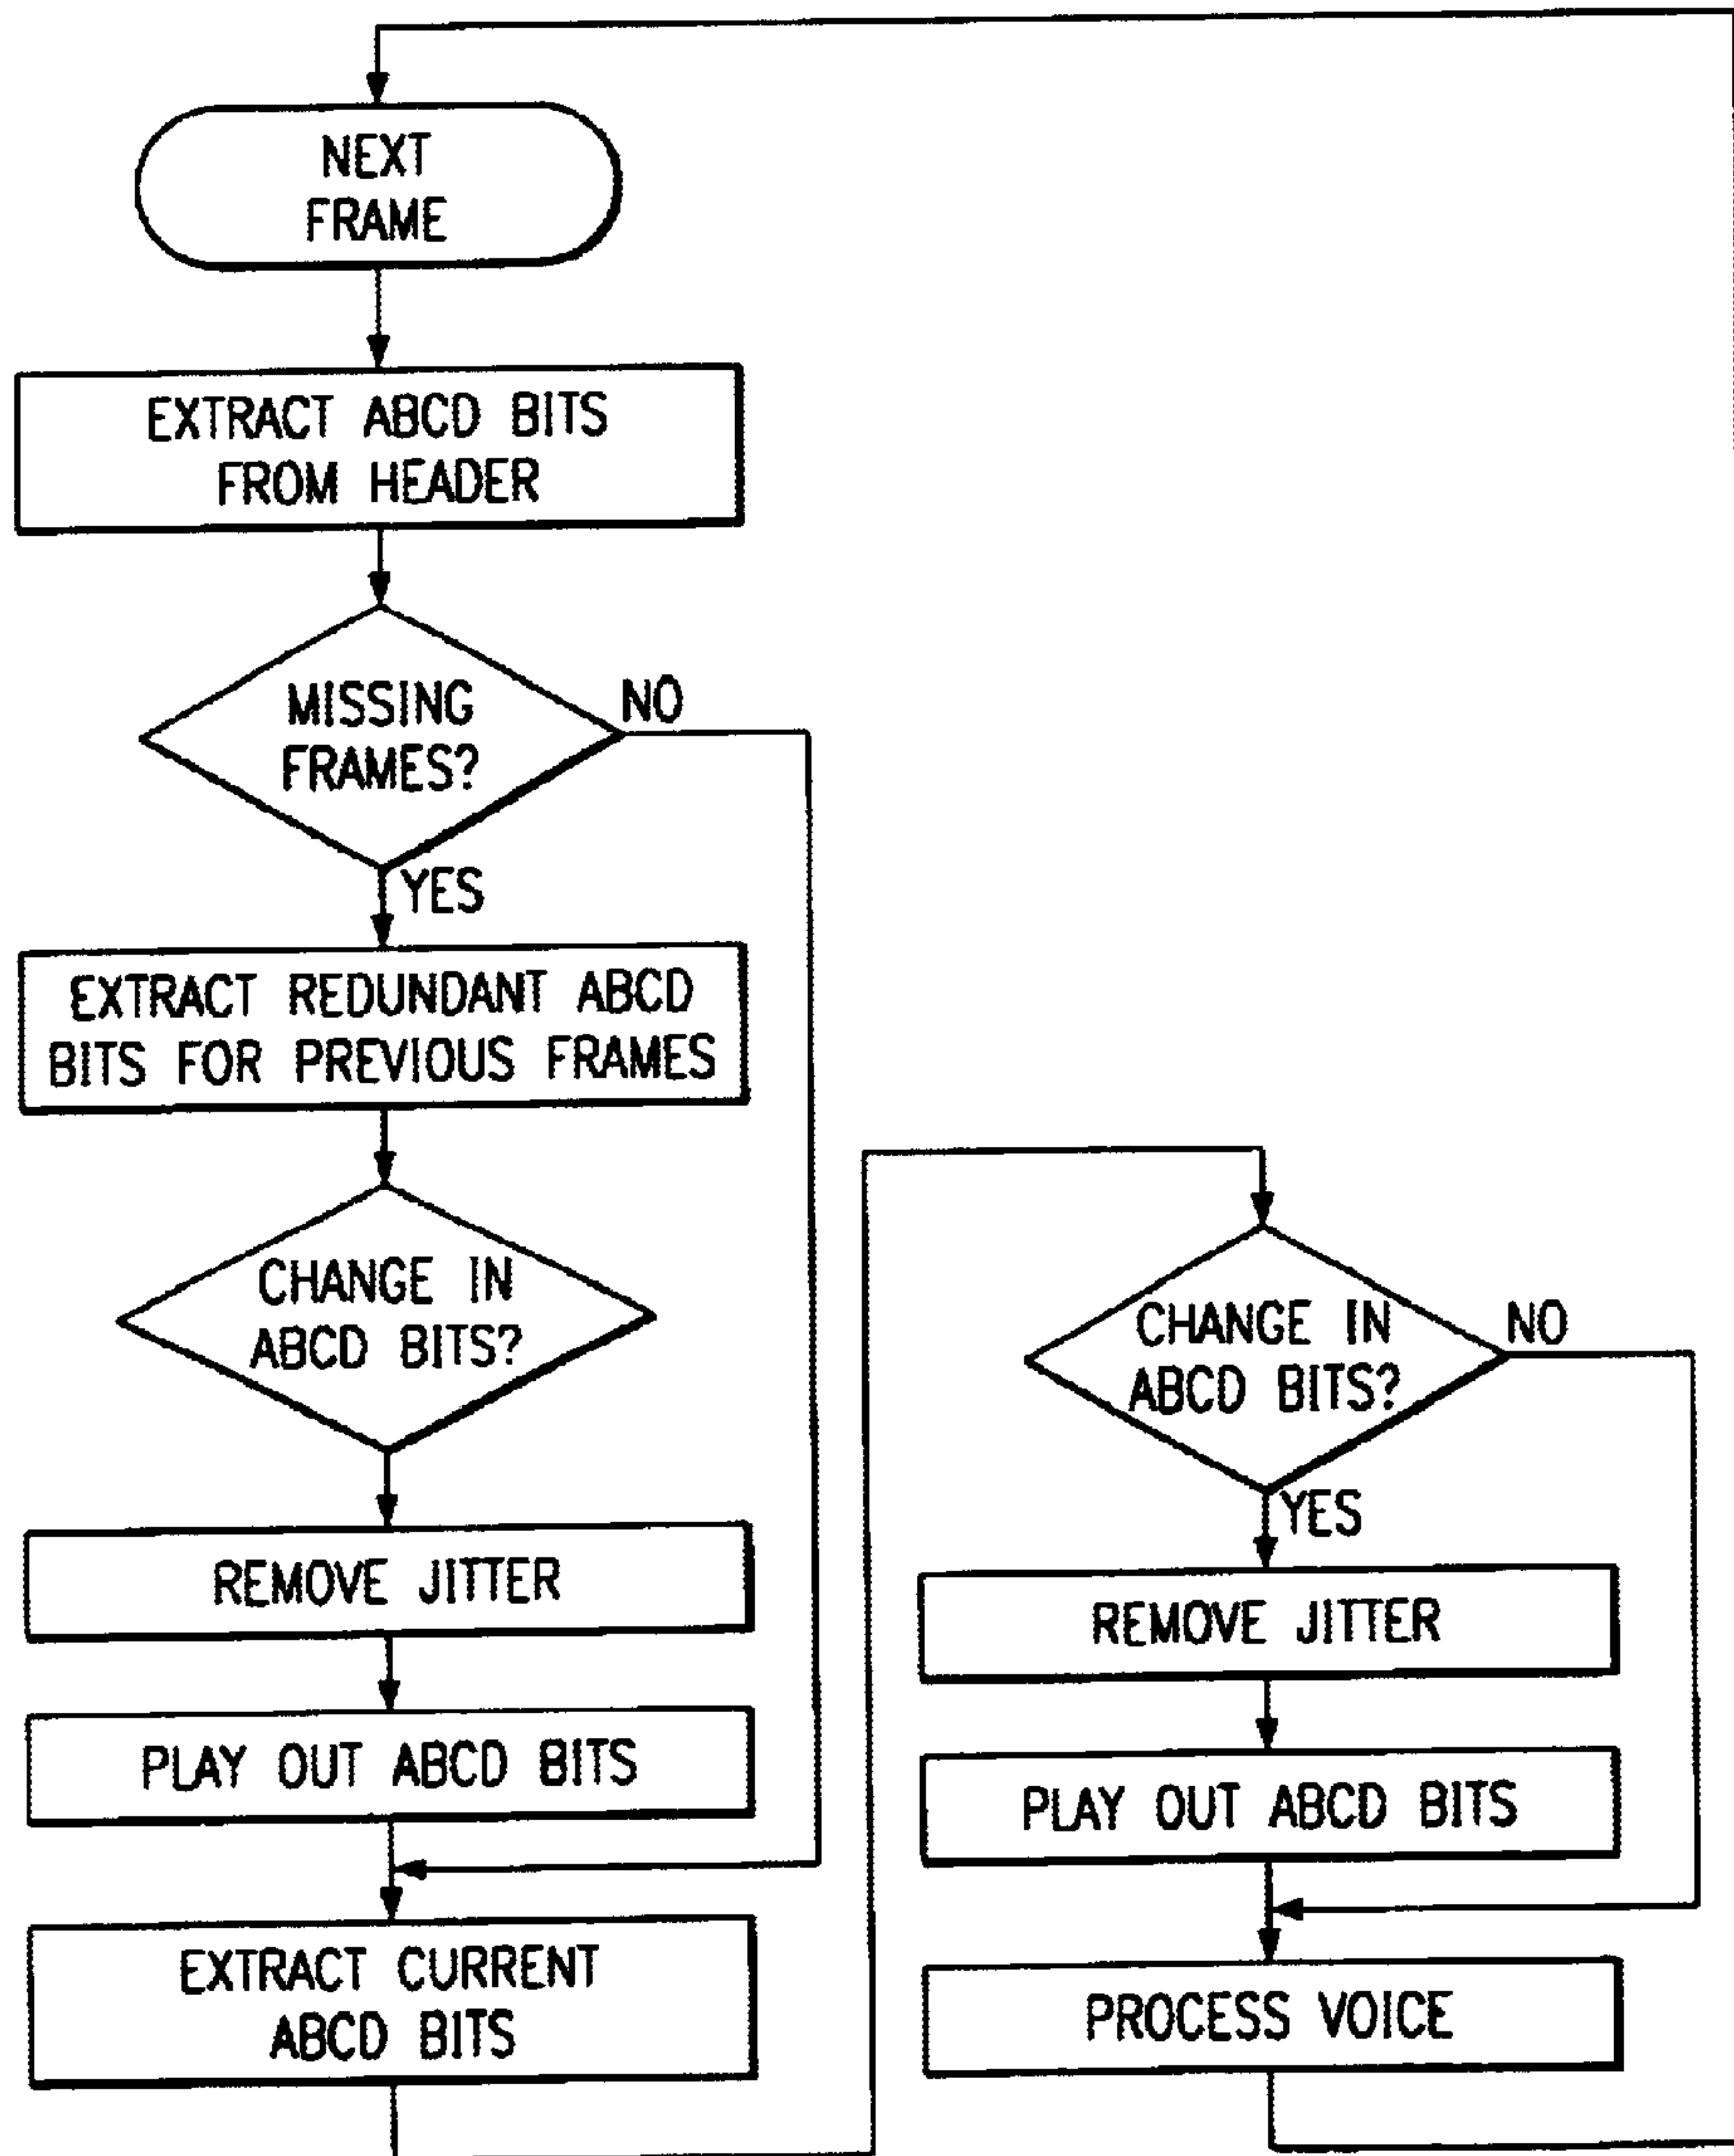 NEXT
FRAME
EXTRACT ABCD BITS
FROM HEADER
MISSING
FRAMES?
NO
YES
EXTRACT REDUNDANT ABCD
BITS FOR PREVIOUS FRAMES
CHANGE IN
ABCD BITS?
REMOVE JITTER
PLAY OUT ABCD BITS
EXTRACT CURRENT
ABCD BITS
CHANGE IN
ABCD BITS?
NO
YES
REMOVE JITTER
PLAY OUT ABCD BITS
PROCESS VOICE